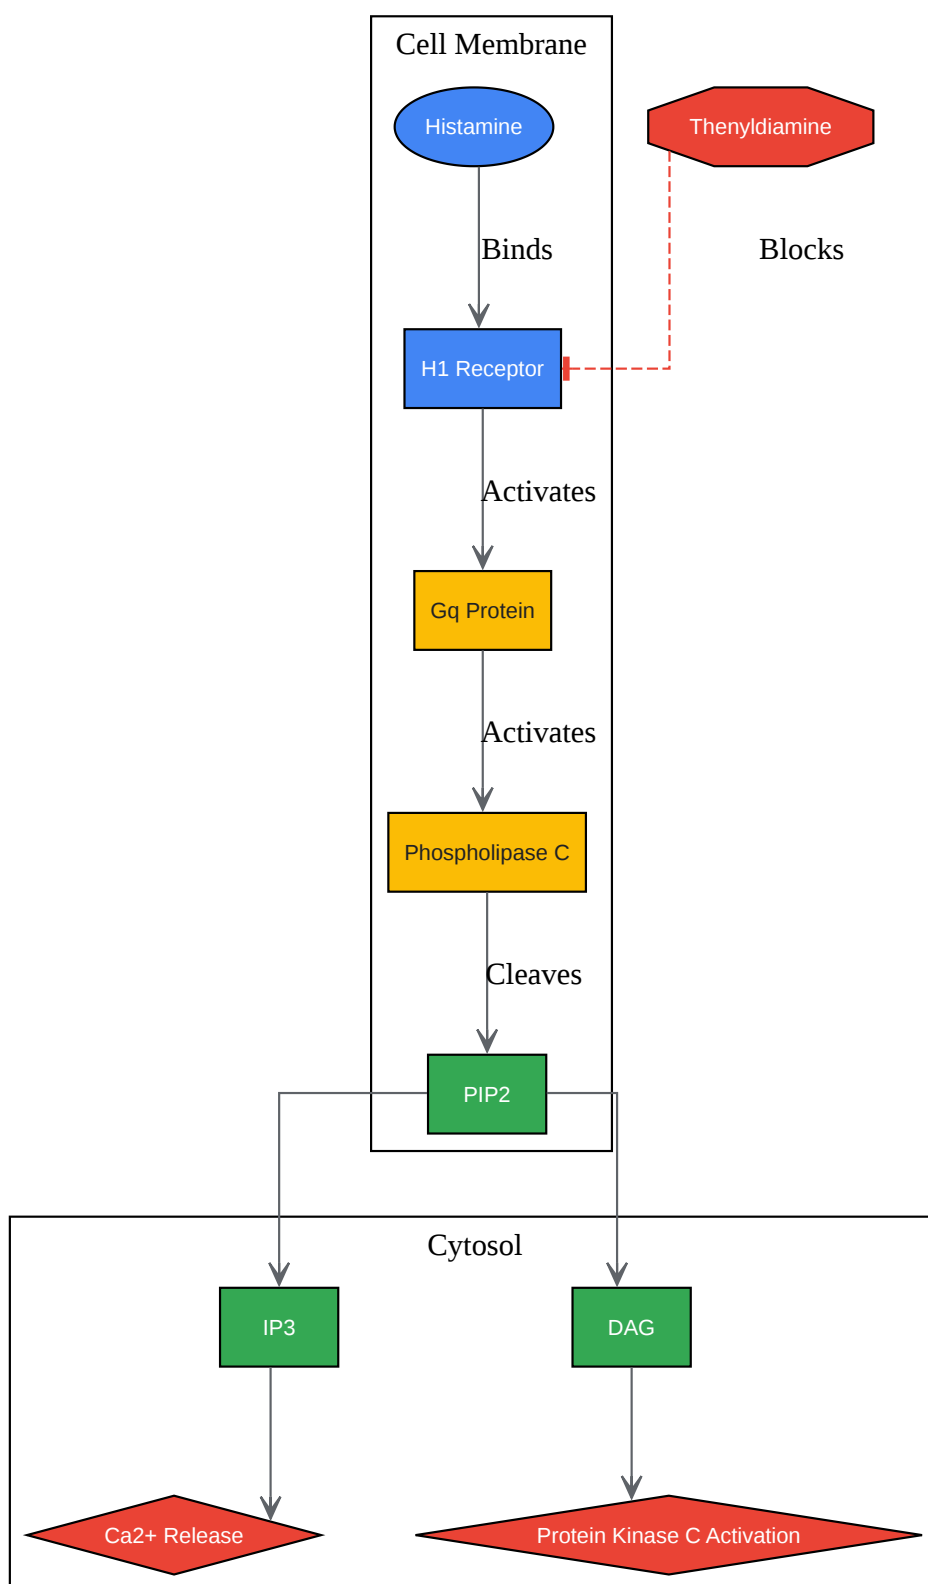 Cell Membrane
Histamine
Thenyldiamine
Binds
Blocks
H1 Receptor
Activates
Gq Protein
Activates
Phospholipase C
Cleaves
PIP2
Cytosol
IP3
DAG
Ca2+ Release
Protein Kinase C Activation